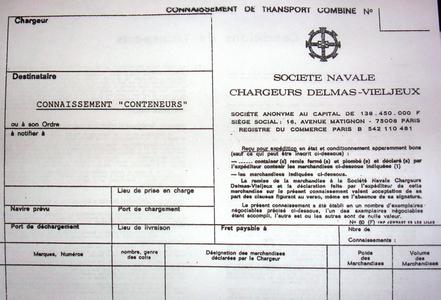 CONNAISSEMENT DE TRANSPORT COMBINE Nº
Chargeur
SOCIETE NAVALE
CHARGEURS DELMAS-VIELJEUX
Destinataire
CONNAISSEMENT "CONTENEURS"
SOCIÉTÉ ANONYME AU CAPITAL DE 138.450.000 F
SIÈGE SOCIAL: 16, AVENUE MATIGNON - 75008 PARIS
REGISTRE DU COMMERCE PARIS B 542 110 481
ou à son Ordre
à notifier à
Reçu pour expédition en état et conditionnement apparemment bons
(sauf ce qui peut être inscrit ci-dessous):
— .......... container(s) remis fermé(s) et plombé(s) et déclaré(s) par
l'expéditeur contenir les marchandises ci-dessous indiquées (1)
— les marchandises indiquées ci-dessous.
La remise de la marchandise à la Société Navale Chargeurs
Delmas-Vieljeux et la déclaration faite par l'expéditeur de cette
marchandise sur le présent connaissement valent acceptation de sa
part des clauses figurant au verso, même en l'absence de sa signature.
Le présent connaissement a été établi en un nombre d'exemplaires
négociables précisé ci-dessous, l'un des exemplaires négociables
étant accompli, l'autre est ou les autres sont de nulle valeur.
Nº 60 (F)
Lieu de prise en charge
Navire prévu
Port de chargement
Port de déchargement
Lieu de livraison
Fret payable à
Nbre de
Connaissements:
Marques, Numéros
nombre, genre
des colis
Désignation des marchandises
déclarées par le Chargeur
Poids
des
Marchandises
Volume
des
Marchandises